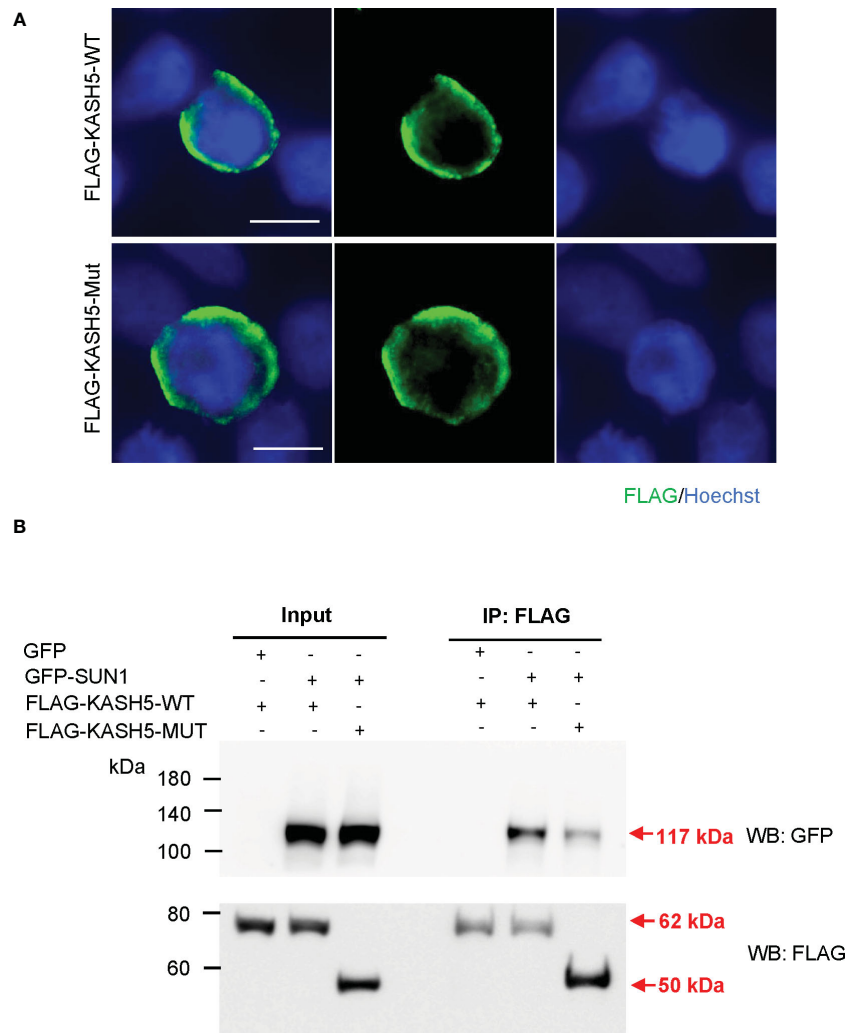 A
FLAG-KASH5-WT
FLAG-KASH5-Mut
FLAG/Hoechst
B
Input
IP: FLAG
GFP + - - + - -
GFP-SUN1 - + + - + +
FLAG-KASH5-WT + + - + + -
FLAG-KASH5-MUT - - + - - +
kDa
180
140
100
117 kDa
WB: GFP
80
60
62 kDa
50 kDa
WB: FLAG